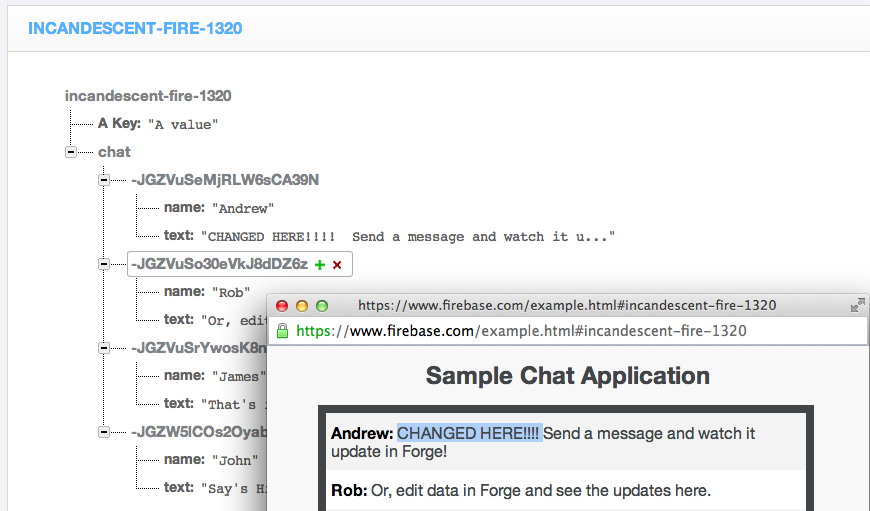 INCANDESCENT-FIRE-1320
incandescent-fire-1320
A Key: "A value"
chat
-JGZVuSeMjRLW6sCA39N
name: "Andrew"
text: "CHANGED HERE!!!! Send a message and watch it u..."
-JGZVuSo30eVkJ8dDZ6z
name: "Rob"
text: "Or, edit
-JGZVuSrYwosK8n
name: "James"
text: "That's
-JGZW5lCOs2Oyab
name: "John"
text: "Say's H
https://www.firebase.com/example.html#incandescent-fire-1320
https://www.firebase.com/example.html#incandescent-fire-1320
Sample Chat Application
Andrew: CHANGED HERE!!!! Send a message and watch it
update in Forge!
Rob: Or, edit data in Forge and see the updates here.